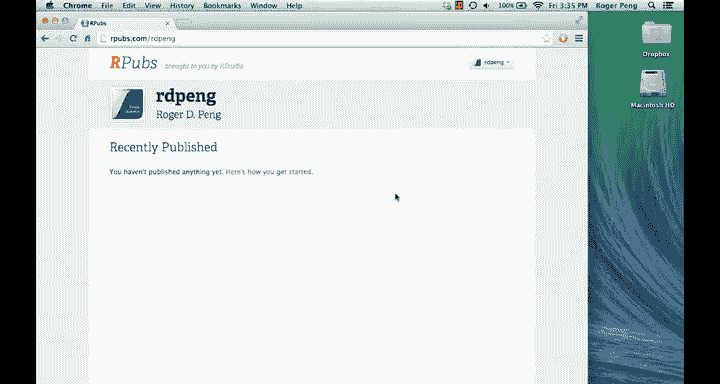 Chrome File Edit View History Bookmarks Window Help 100% Fri 3:35 PM Roger Peng
RPubs
rpubs.com/rdpeng
RPubs brought to you by RStudio
rdpeng
rdpeng
Roger D. Peng
Recently Published
You haven't published anything yet. Here's how you get started.
Dropbox
Macintosh HD